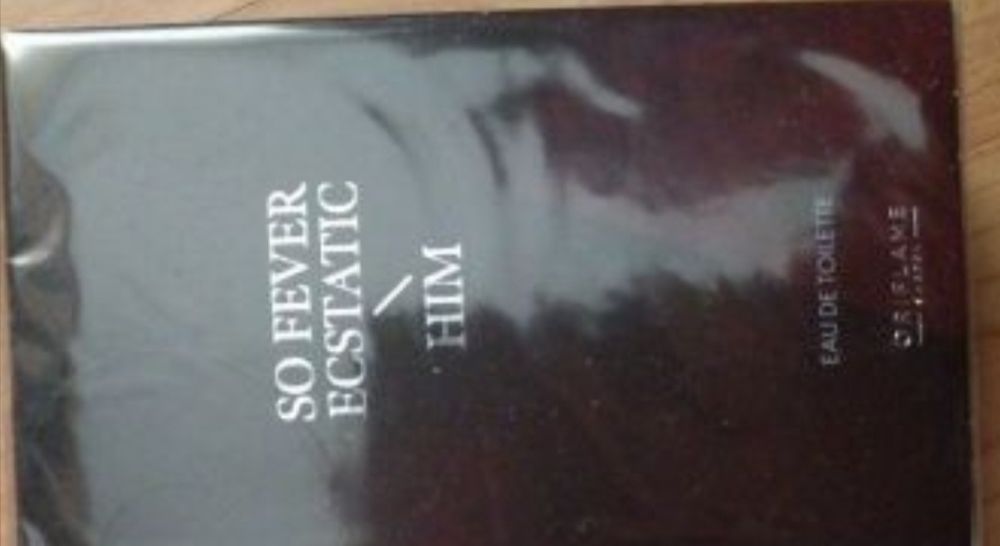 SO FEVER
ECSTATIC
\
HIM
EAU DE TOILETTE
ORIFLAME